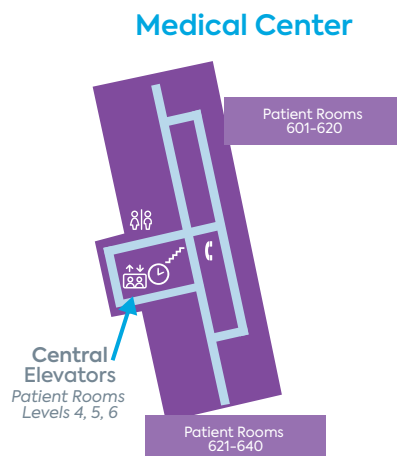 Medical Center
Patient Rooms
601-620
Central
Elevators
Patient Rooms
Levels 4, 5, 6
Patient Rooms
621-640